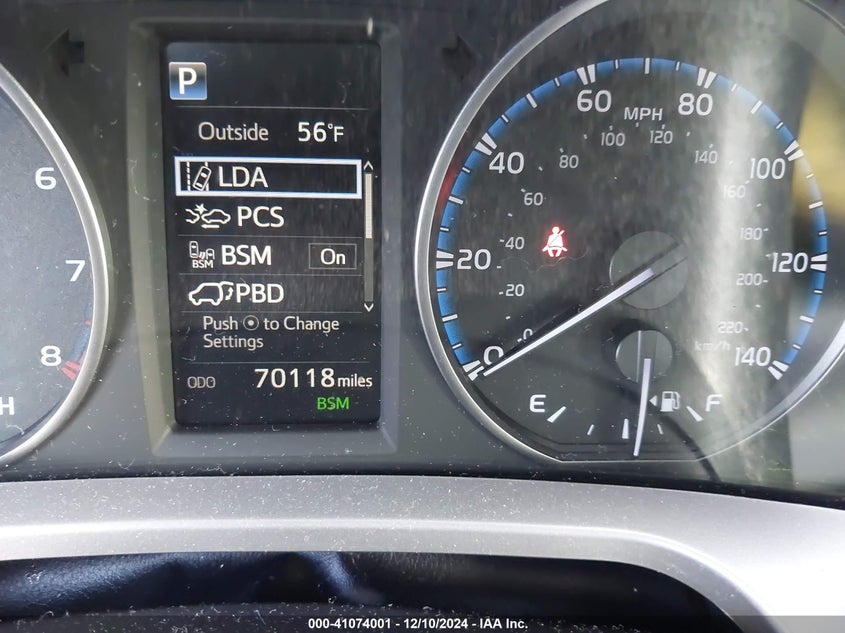 P
Outside 56°F
LDA
PCS
BSM BSM On
PBD
Push to Change
Settings
ODO 70118 miles
BSM
6
7
8
H
MPH
0 20 40 60 80 100 120 140
0 20 40 60 80 100 120 140 160 180 200 220
km/h
E F
000-41074001 - 12/10/2024 - IAA Inc.